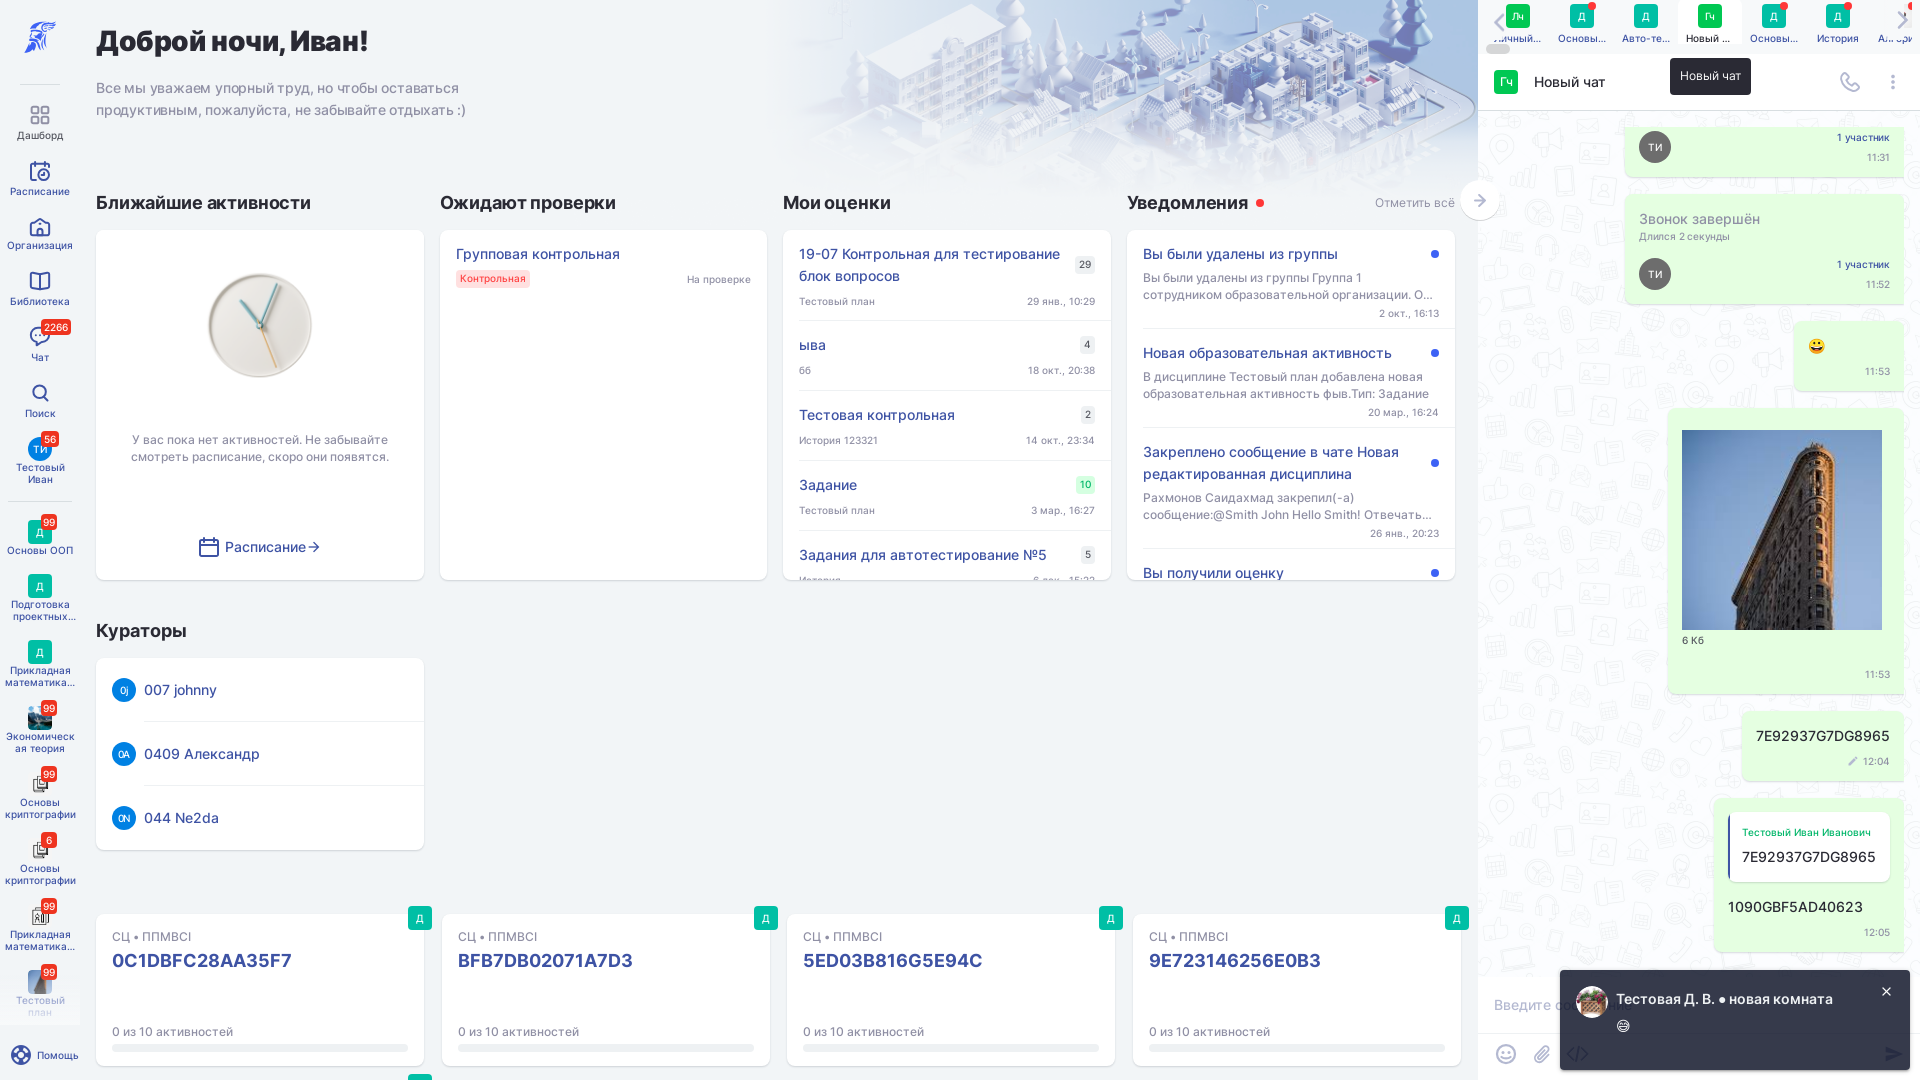 Доброй ночи, Иван!
Все мы уважаем упорный труд, но чтобы оставаться
продуктивным, пожалуйста, не забывайте отдыхать :)
Дашборд
Расписание
Организация
Библиотека
2266
Чат
Поиск
56
ТИ
Тестовый
Иван
99
Д
Основы ООП
Д
Подготовка
проектных...
Д
Прикладная
математика...
99
Экономическ
ая теория
99
Основы
криптографии
6
Основы
криптографии
99
Прикладная
математика...
99
Тестовый
план
Помощь
Ближайшие активности
У вас пока нет активностей. Не забывайте
смотреть расписание, скоро они появятся.
Расписание
Ожидают проверки
Групповая контрольная
Контрольная
На проверке
Мои оценки
19-07 Контрольная для тестирование
блок вопросов
29
Тестовый план
29 янв., 10:29
ыва
4
66
18 окт., 20:38
Тестовая контрольная
2
История 123321
14 окт., 23:34
Задание
10
Тестовый план
3 мар., 16:27
Задания для автотестирование №5
5
История
Уведомления
Отметить всё
Вы были удалены из группы
Вы были удалены из группы Группа 1
сотрудником образовательной организации. О...
2 окт., 16:13
Новая образовательная активность
В дисциплине Тестовый план добавлена новая
образовательная активность фыв.Тип: Задание
20 мар., 16:24
Закреплено сообщение в чате Новая
редактированная дисциплина
Рахмонов Саидахмад закрепил(-а)
сообщение:@Smith John Hello Smith! Отвечать...
26 янв., 20:23
Вы получили оценку
Кураторы
0j
007 johnny
0А
0409 Александр
0N
044 Ne2da
Д
СЦ • ППМВСI
0C1DBFC28AA35F7
0 из 10 активностей
Д
СЦ • ППМВСI
BFB7DB02071A7D3
0 из 10 активностей
Д
СЦ • ППМВСI
5ED03B816G5E94C
0 из 10 активностей
Д
СЦ • ППМВСI
9E723146256E0B3
0 из 10 активностей
Лч
Личный...
Д
Основы...
Д
Авто-те...
Гч
Новый ...
Д
Основы...
Д
История
Гч
Новый чат
Новый чат
ТИ
1 участник
11:31
Звонок завершён
Длился 2 секунды
ТИ
1 участник
11:52
11:53
6 Кб
11:53
7E92937G7DG8965
12:04
Тестовый Иван Иванович
7E92937G7DG8965
1090GBF5AD40623
12:05
Введите
Тестовая Д. В. ● новая комната